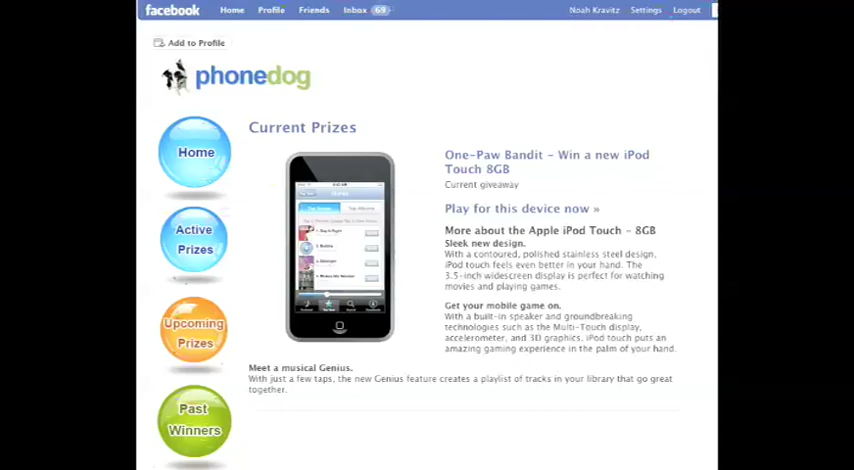 facebook Home Profile Friends Inbox 69 Noah Kravitz Settings Logout
Add to Profile
phonedog
Home
Active
Prizes
Upcoming
Prizes
Past
Winners
Current Prizes
One-Paw Bandit - Win a new iPod
Touch 8GB
Current giveaway
Play for this device now »
More about the Apple iPod Touch - 8GB
Sleek new design.
With a contoured, polished stainless steel design,
iPod touch feels even better in your hand. The
3.5-inch widescreen display is perfect for watching
movies and playing games.
Get your mobile game on.
With a built-in speaker and groundbreaking
technologies such as the Multi-Touch display,
accelerometer, and 3D graphics. iPod touch puts an
amazing gaming experience in the palm of your hand.
Meet a musical Genius.
With just a few taps, the new Genius feature creates a playlist of tracks in your library that go great
together.